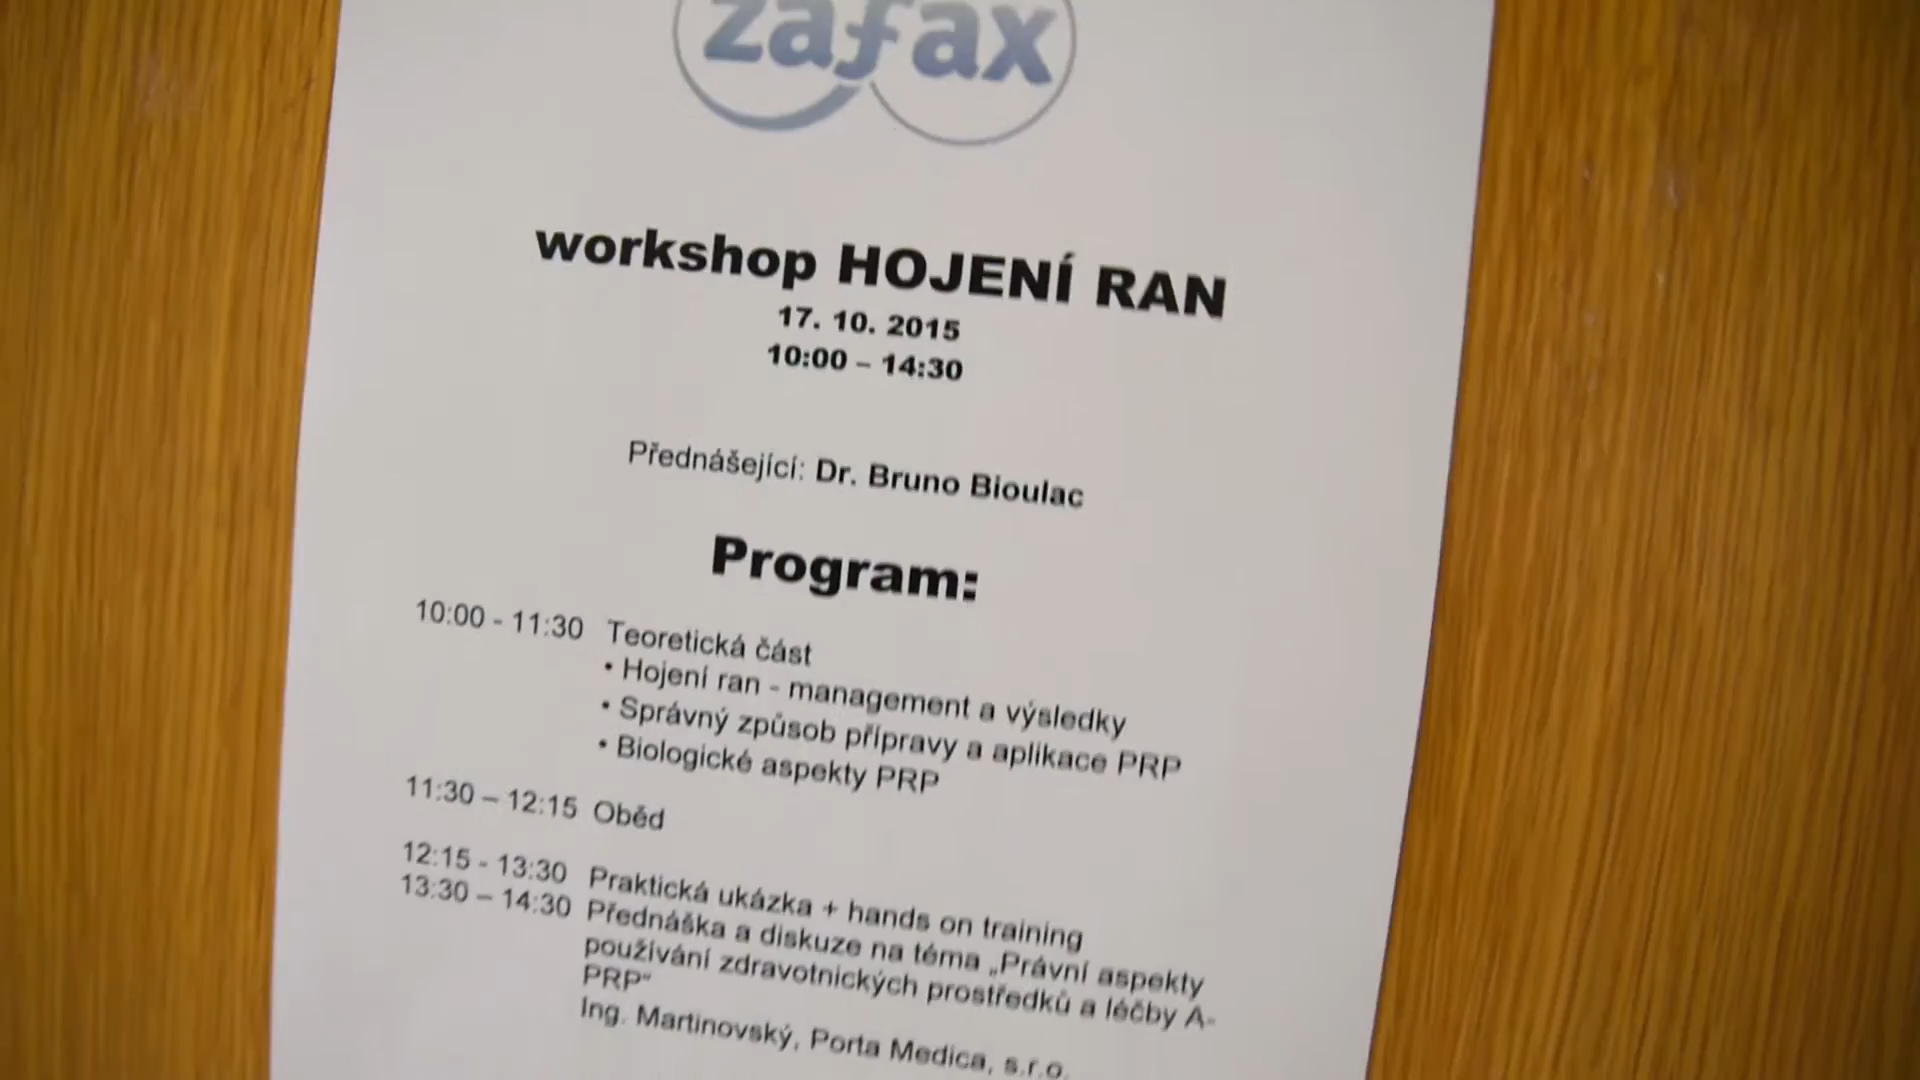 zafax
workshop HOJENÍ RAN
17. 10. 2015
10:00 – 14:30
Přednášející: Dr. Bruno Bioulac
Program:
10:00 - 11:30 Teoretická část
• Hojení ran - management a výsledky
• Správný způsob přípravy a aplikace PRP
• Biologické aspekty PRP
11:30 – 12:15 Oběd
12:15 - 13:30 Praktická ukázka + hands on training
13:30 – 14:30 Přednáška a diskuze na téma „Právní aspekty
používání zdravotnických prostředků a léčby A-
PRP“
Ing. Martinovský, Porta Medica, s.r.o.